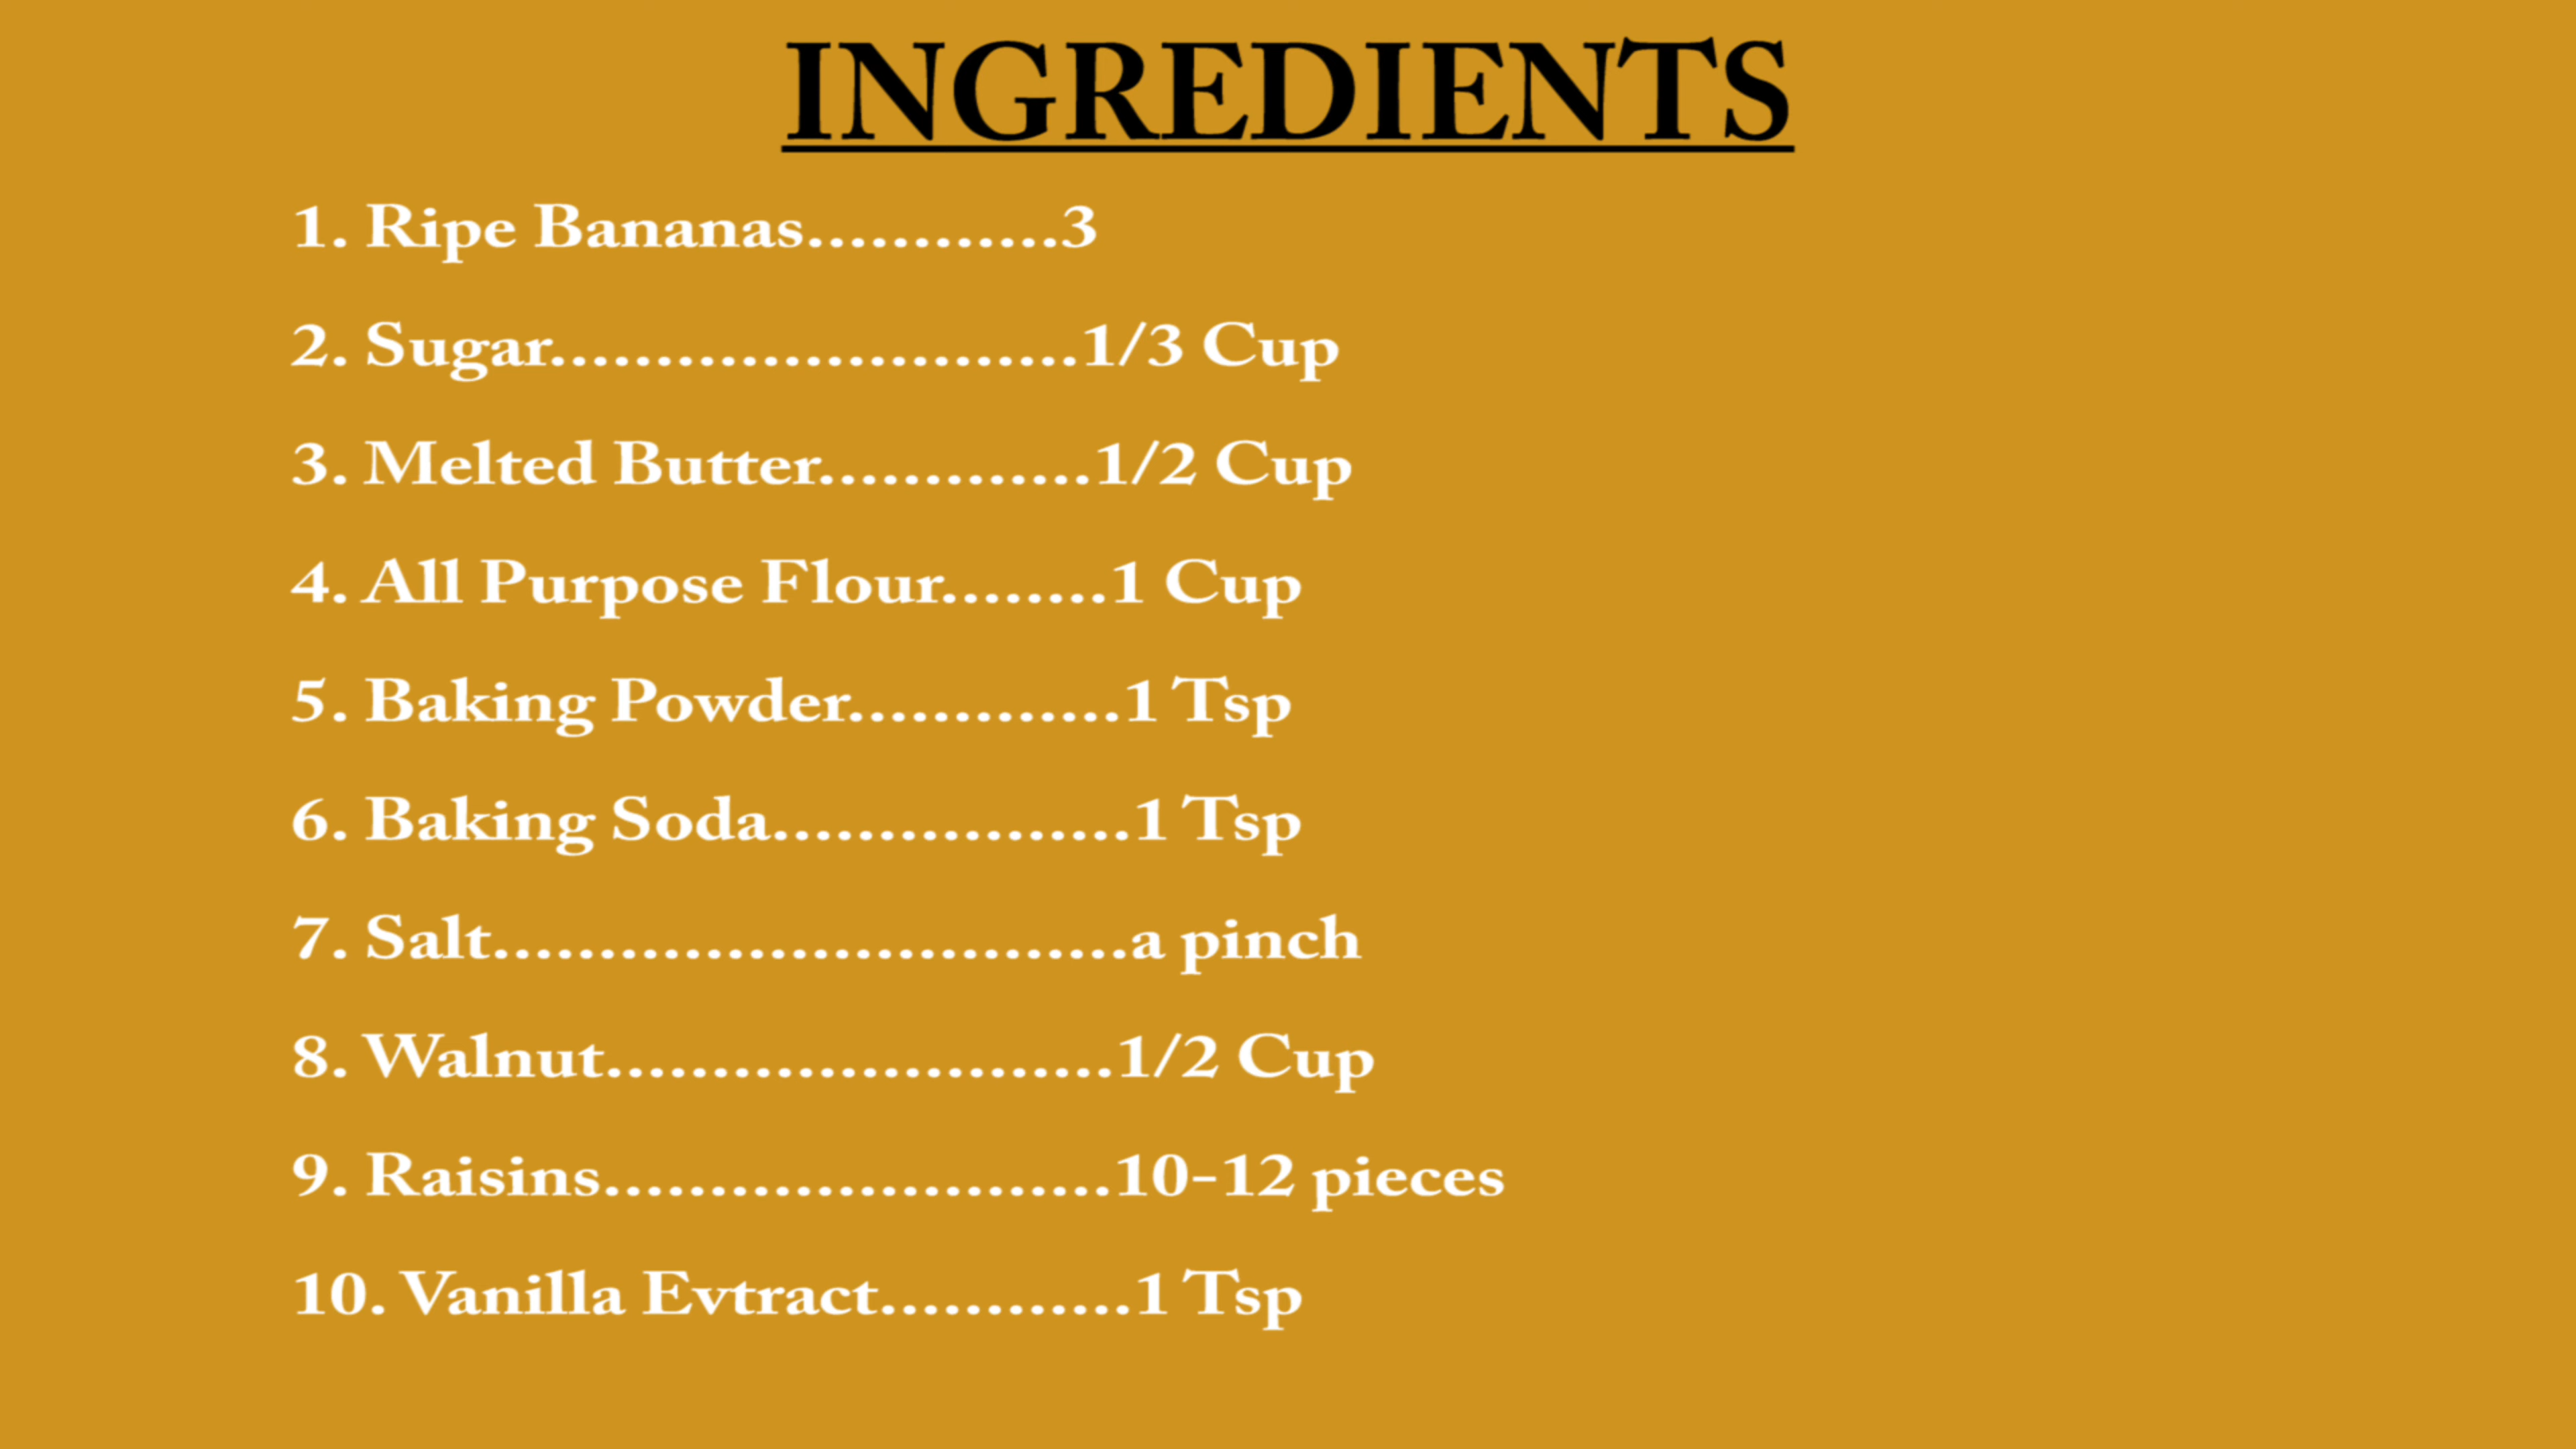 INGREDIENTS
1. Ripe Bananas............3
2. Sugar.........................1/3 Cup
3. Melted Butter.............1/2 Cup
4. All Purpose Flour........1 Cup
5. Baking Powder.............1 Tsp
6. Baking Soda.................1 Tsp
7. Salt..............................a pinch
8. Walnut........................1/2 Cup
9. Raisins........................10-12 pieces
10. Vanilla Evtract............1 Tsp